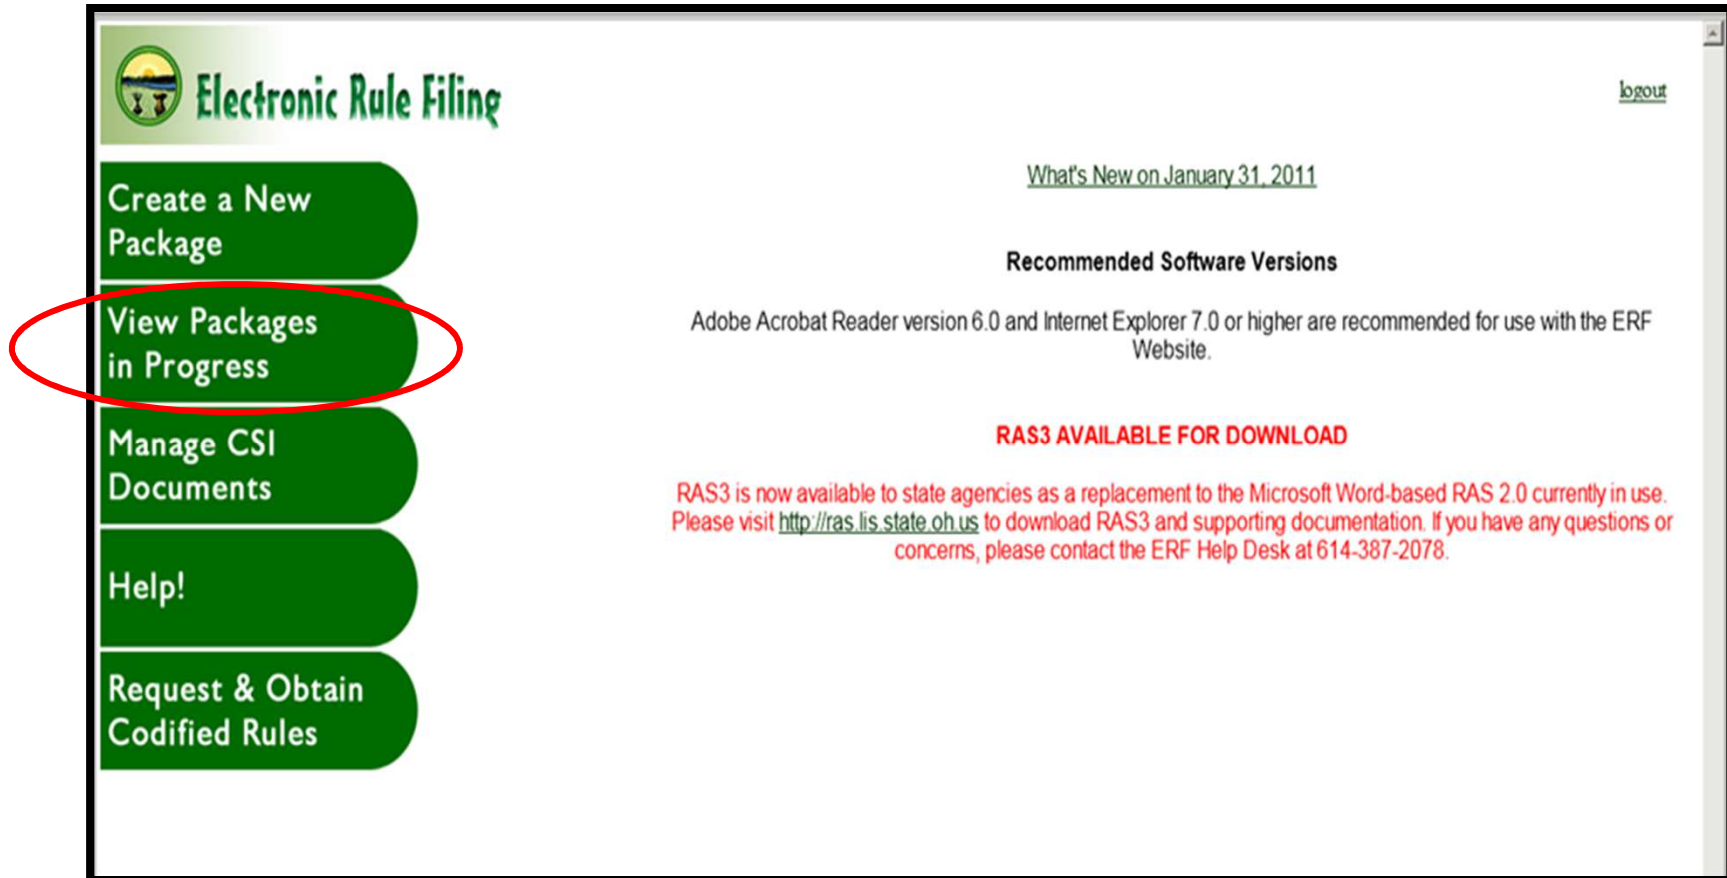 Electronic Rule Filing
logout
Create a New
Package
View Packages
in Progress
Manage CSI
Documents
Help!
Request & Obtain
Codified Rules
What's New on January 31, 2011
Recommended Software Versions
Adobe Acrobat Reader version 6.0 and Internet Explorer 7.0 or higher are recommended for use with the ERF
Website.
RAS3 AVAILABLE FOR DOWNLOAD
RAS3 is now available to state agencies as a replacement to the Microsoft Word-based RAS 2.0 currently in use.
Please visit http://ras.lis.state.oh.us to download RAS3 and supporting documentation. If you have any questions or
concerns, please contact the ERF Help Desk at 614-387-2078.